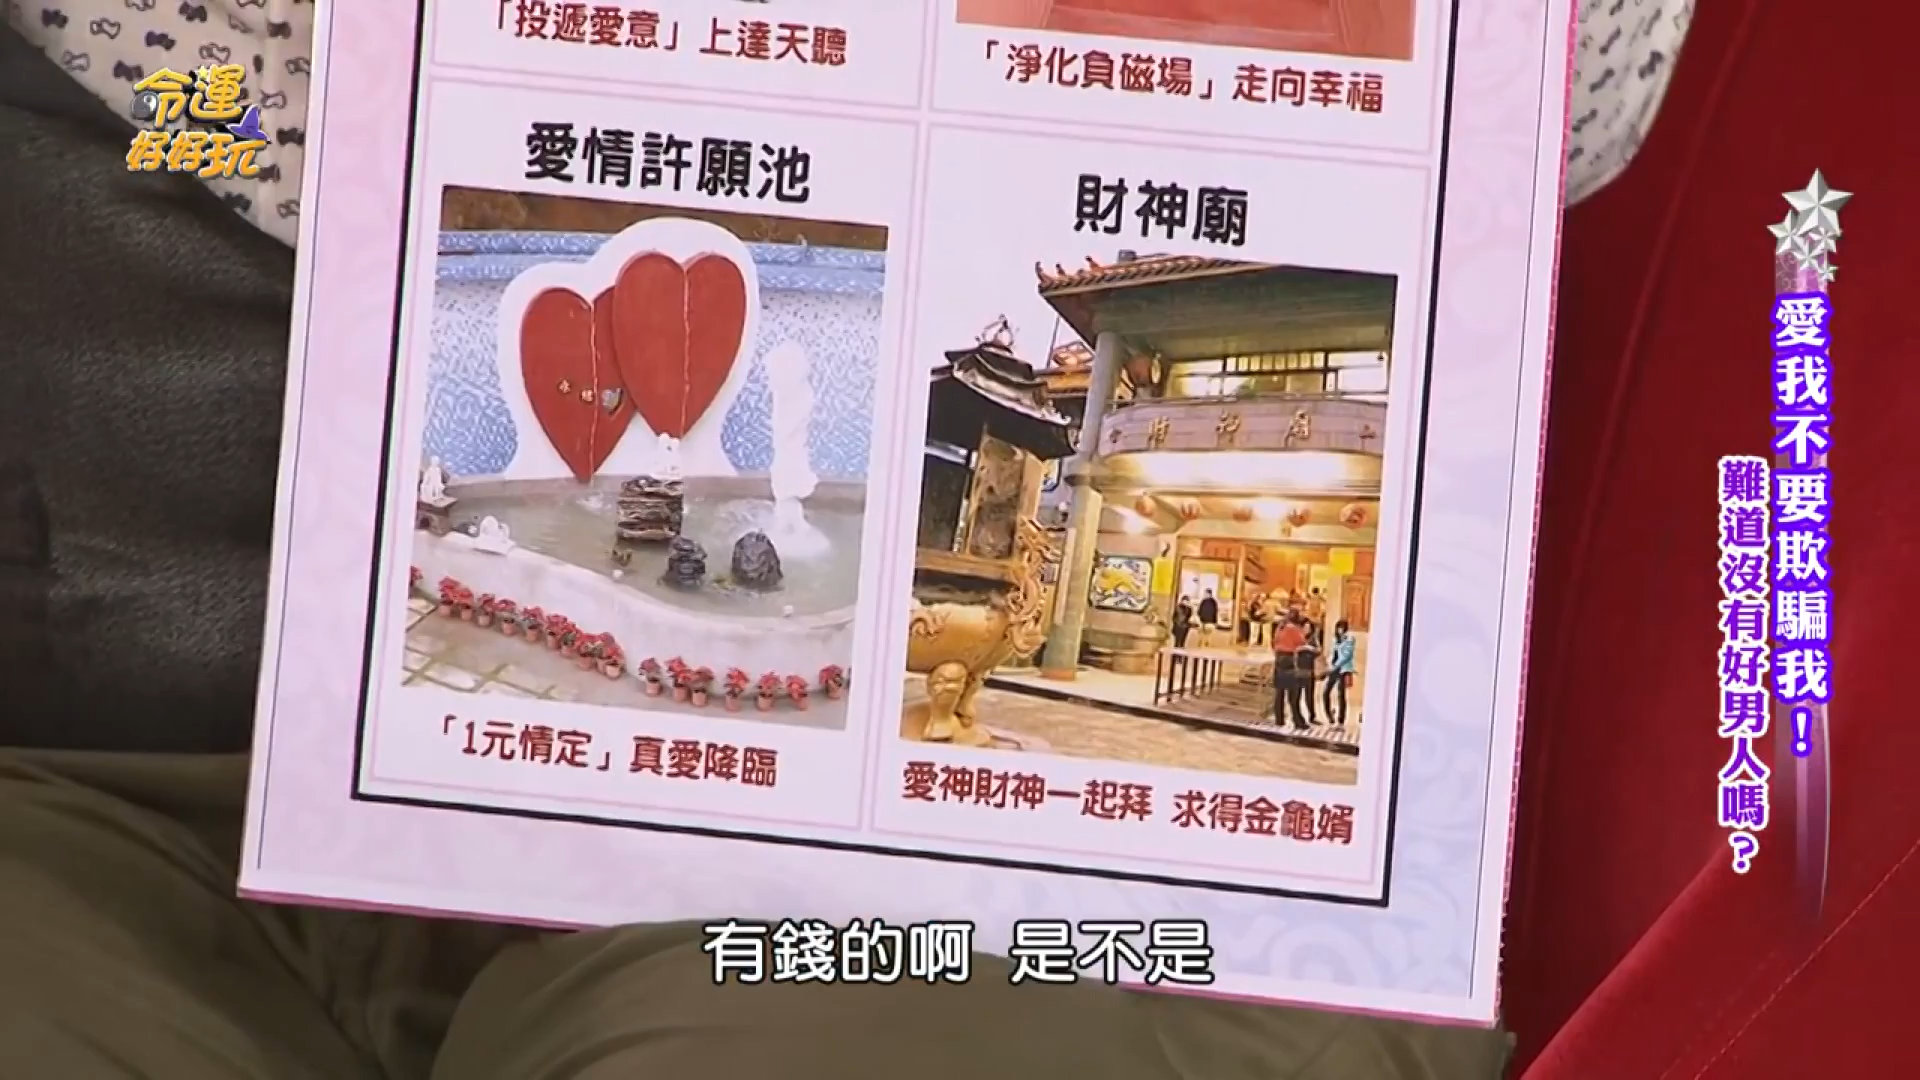 命運
好好玩
「投遞愛意」上達天聽
「淨化負磁場」走向幸福
愛情許願池
財神廟
「1元情定」真愛降臨
愛神財神一起拜 求得金龜婿
愛我不要欺騙我！
難道沒有好男人嗎？
有錢的啊 是不是